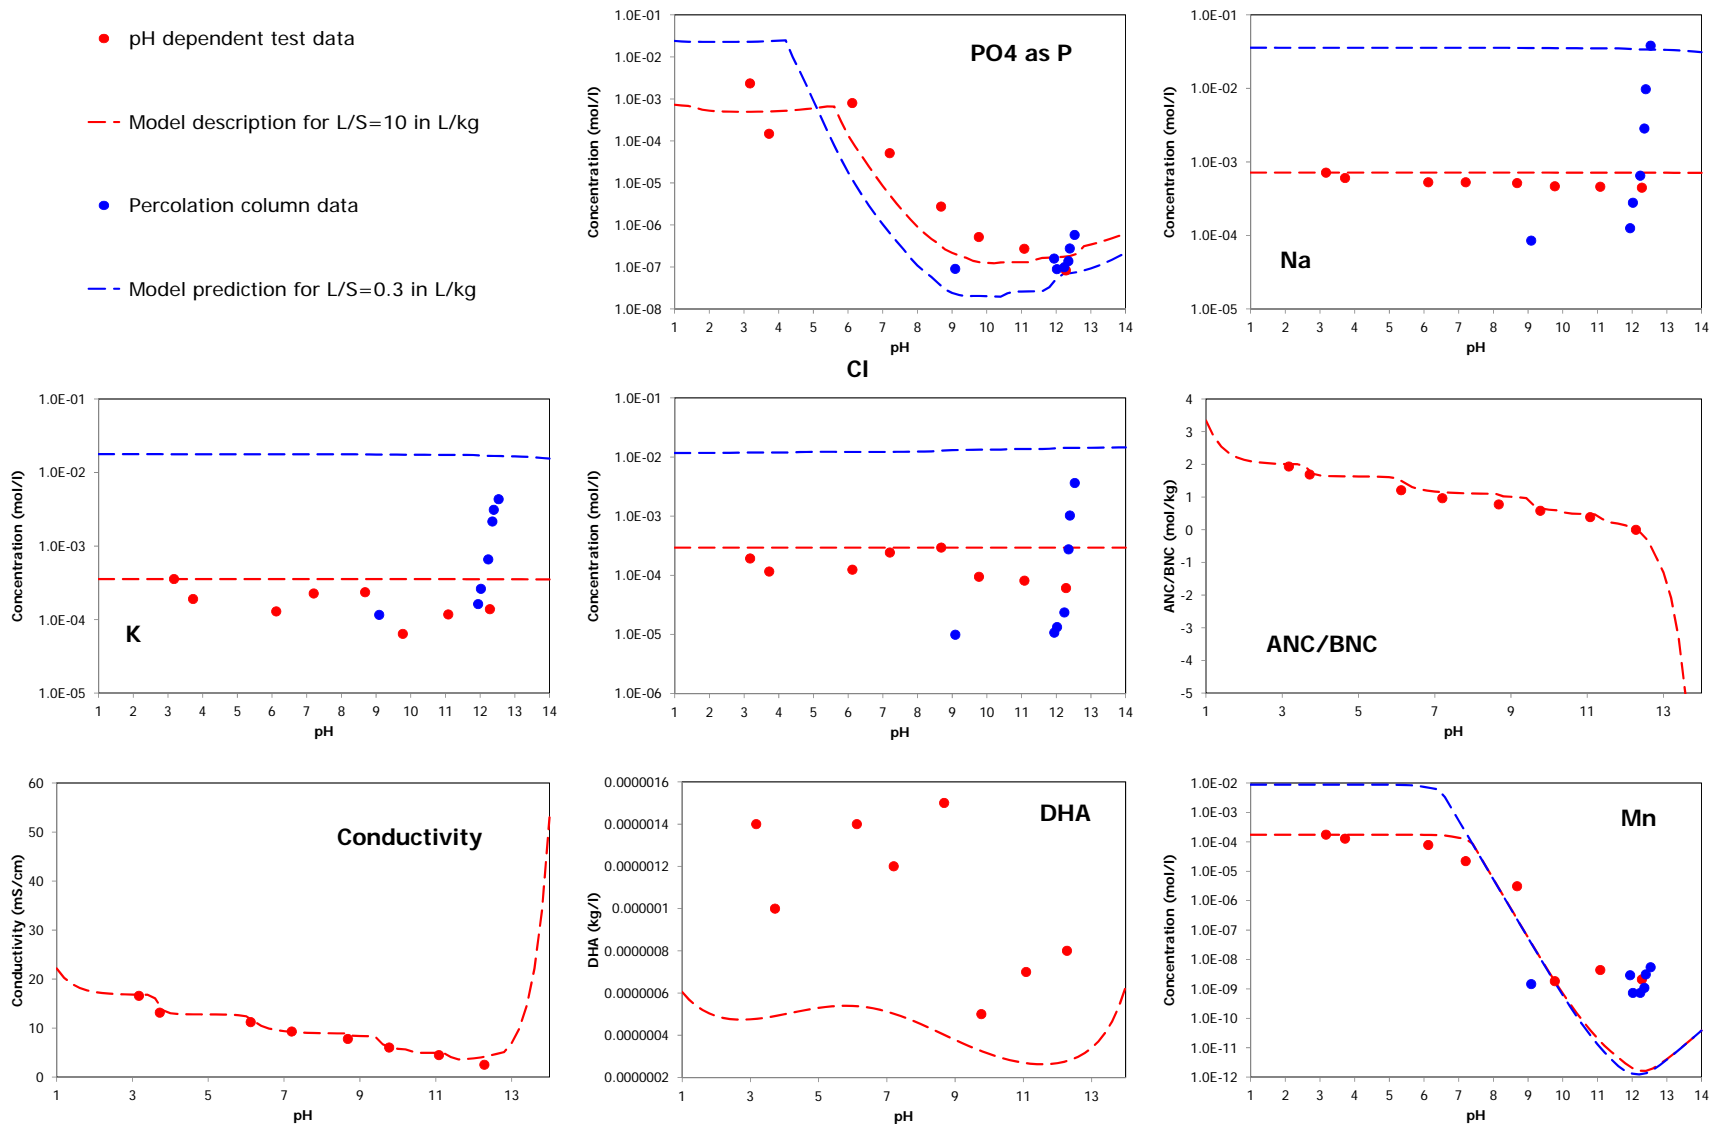 pH dependent test data
Model description for L/S=10 in L/kg
Percolation column data
Model prediction for L/S=0.3 in L/kg
PO4 as P
Concentration (mol/l)
1.0E-01
1.0E-02
1.0E-03
1.0E-04
1.0E-05
1.0E-06
1.0E-07
1.0E-08
1 2 3 4 5 6 7 8 9 10 11 12 13 14
pH
Na
Concentration (mol/l)
1.0E-01
1.0E-02
1.0E-03
1.0E-04
1.0E-05
1 2 3 4 5 6 7 8 9 10 11 12 13 14
pH
K
Concentration (mol/l)
1.0E-01
1.0E-02
1.0E-03
1.0E-04
1.0E-05
1 2 3 4 5 6 7 8 9 10 11 12 13 14
pH
Cl
Concentration (mol/l)
1.0E-01
1.0E-02
1.0E-03
1.0E-04
1.0E-05
1.0E-06
1 2 3 4 5 6 7 8 9 10 11 12 13 14
pH
ANC/BNC
ANC/BNC (mol/kg)
4
3
2
1
0
-1
-2
-3
-4
-5
1 3 5 7 9 11 13
pH
Conductivity
Conductivity (mS/cm)
60
50
40
30
20
10
0
1 3 5 7 9 11 13
pH
DHA
DHA (kg/l)
0.0000016
0.0000014
0.0000012
0.000001
0.0000008
0.0000006
0.0000004
0.0000002
1 3 5 7 9 11 13
pH
Mn
Concentration (mol/l)
1.0E-02
1.0E-03
1.0E-04
1.0E-05
1.0E-06
1.0E-07
1.0E-08
1.0E-09
1.0E-10
1.0E-11
1.0E-12
1 2 3 4 5 6 7 8 9 10 11 12 13 14
pH